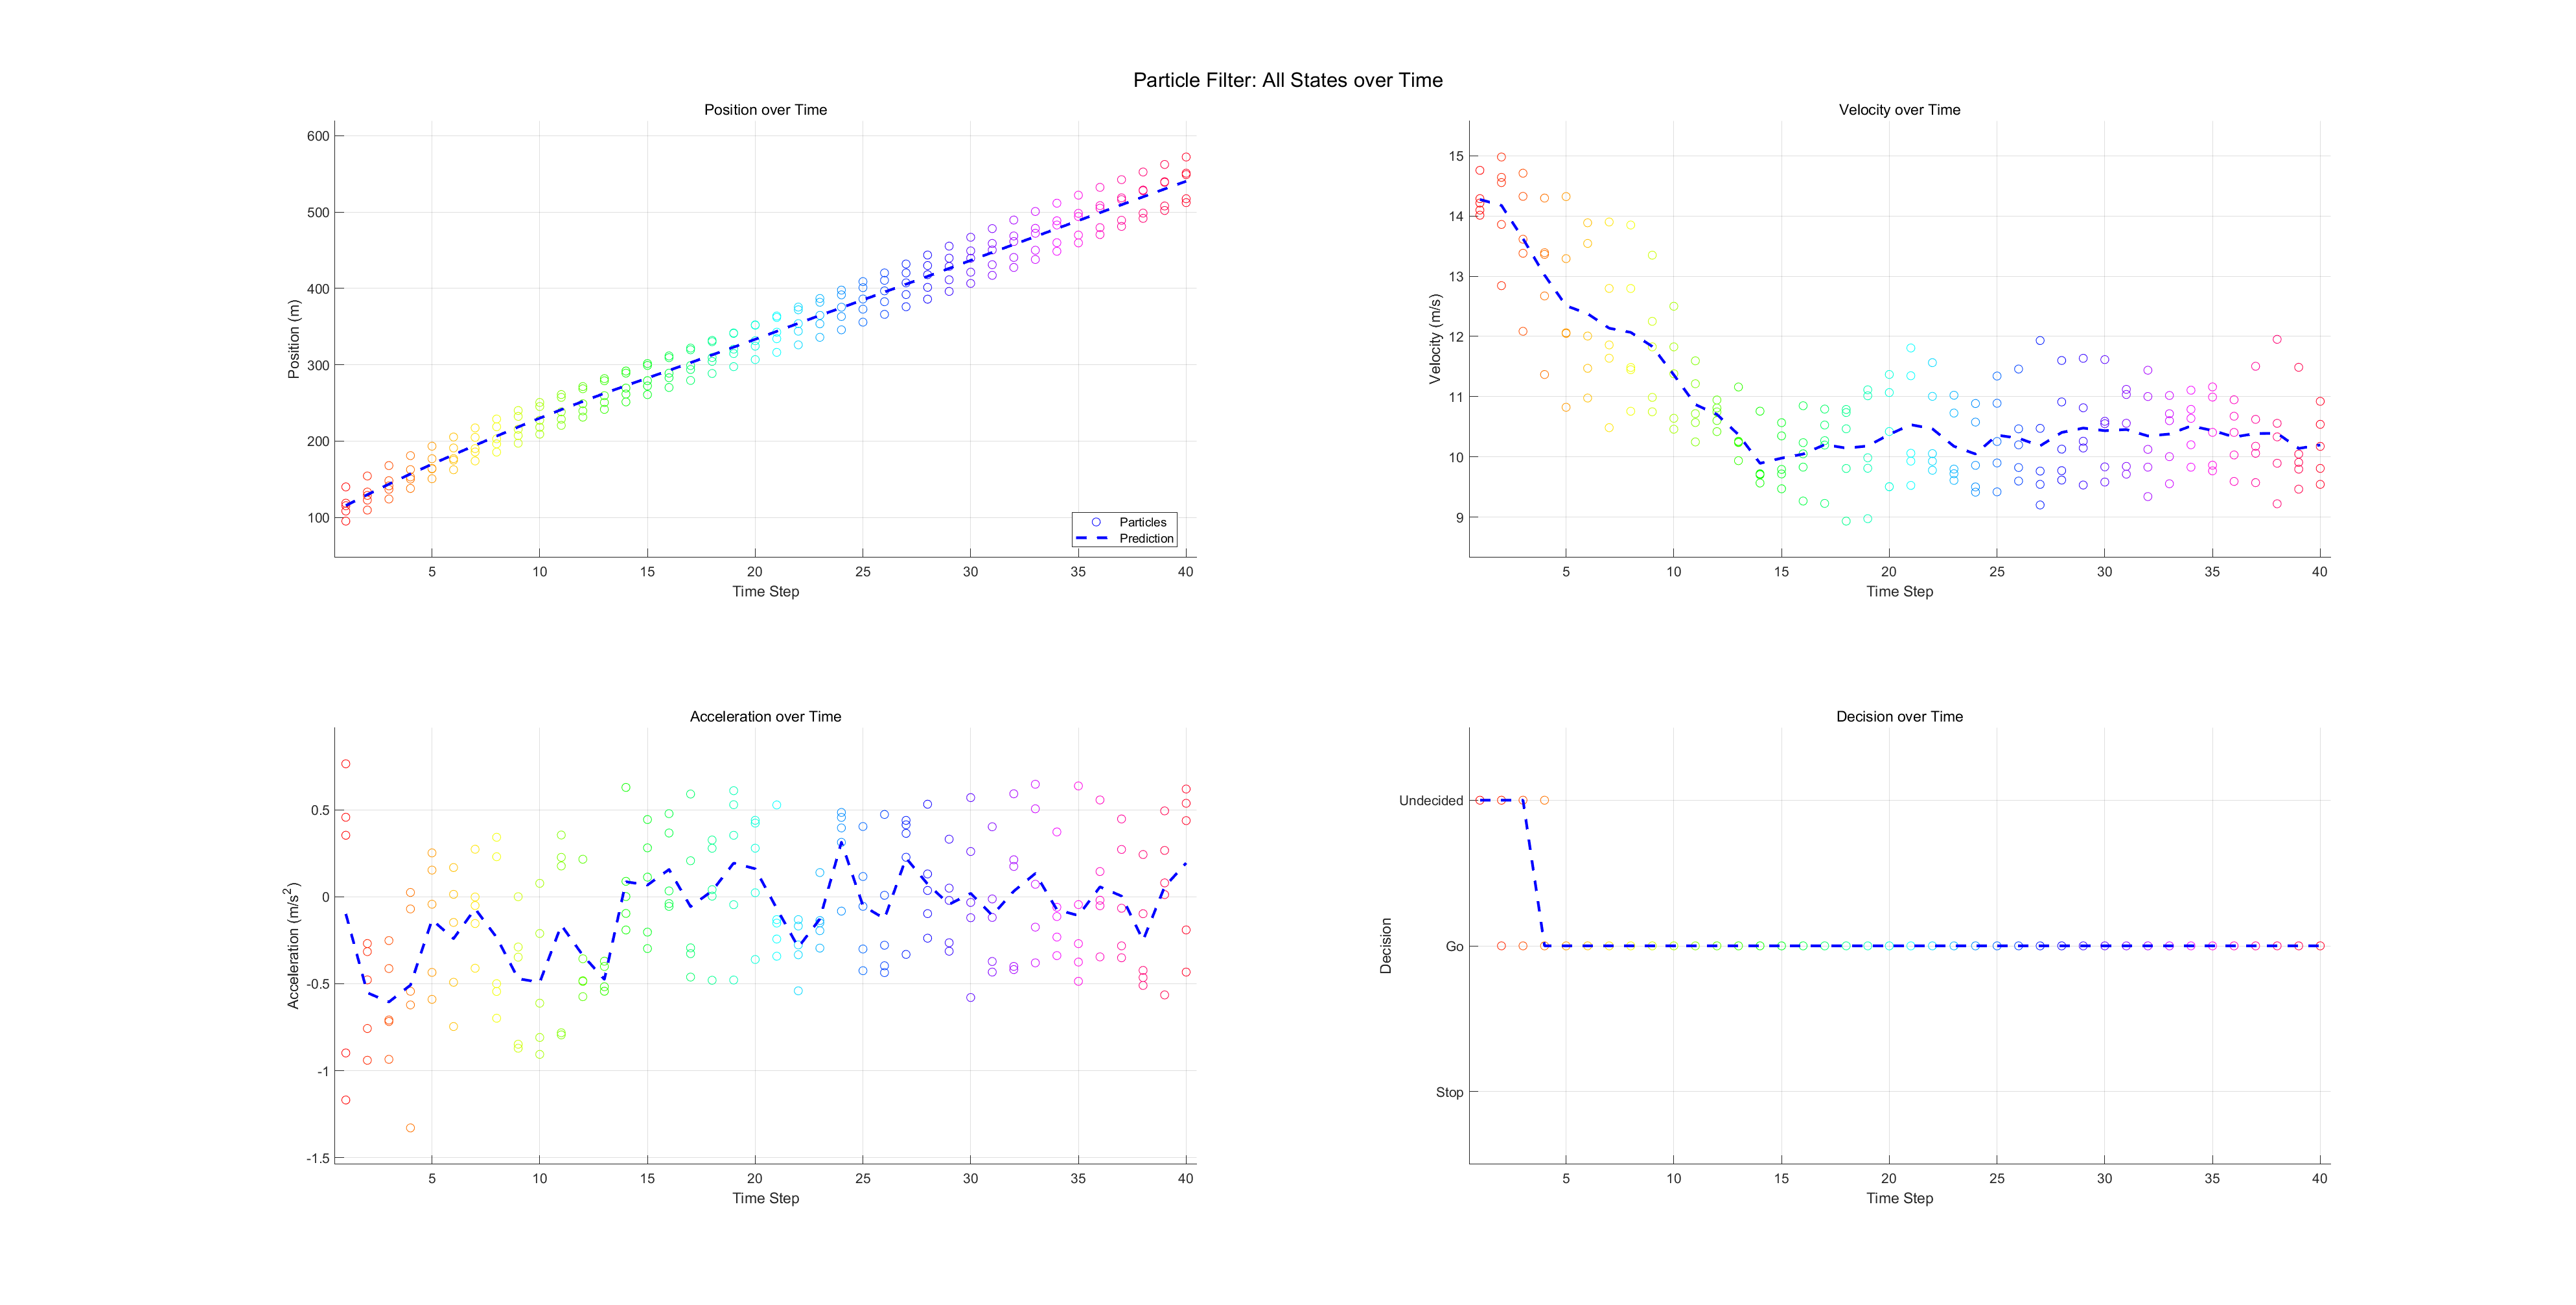 Particle Filter: All States over Time
Position over Time
600
500
400
300
200
100
Position (m)
5 10 15 20 25 30 35 40
Time Step
Particles
Prediction
Velocity over Time
15
14
13
12
11
10
9
Velocity (m/s)
5 10 15 20 25 30 35 40
Time Step
Acceleration over Time
0.5
0
-0.5
-1
-1.5
Acceleration (m/s²)
5 10 15 20 25 30 35 40
Time Step
Decision over Time
Undecided
Go
Stop
Decision
5 10 15 20 25 30 35 40
Time Step